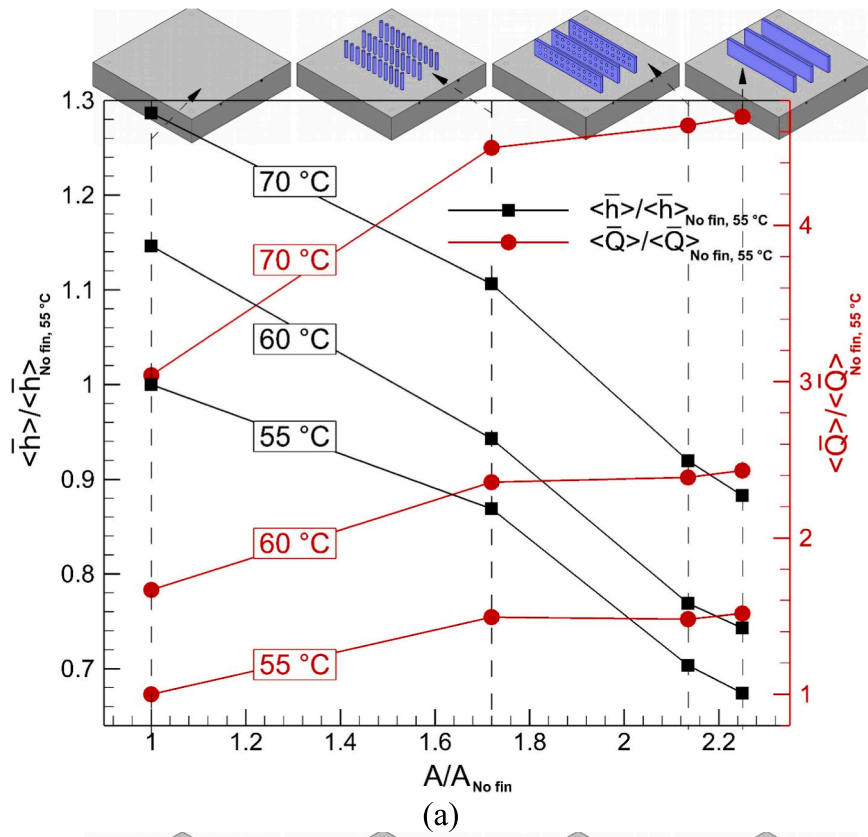 1.3
1.2
1.1
1
0.9
0.8
0.7
<h̅>/<h̅>No fin, 55 °C
70 °C
60 °C
55 °C
70 °C
60 °C
55 °C
<h̅>/<h̅>No fin, 55 °C
<Q̅>/<Q̅>No fin, 55 °C
4
3
2
1
<Q̅>/<Q̅>No fin, 55 °C
1 1.2 1.4 1.6 1.8 2 2.2
A/ANo fin
(a)